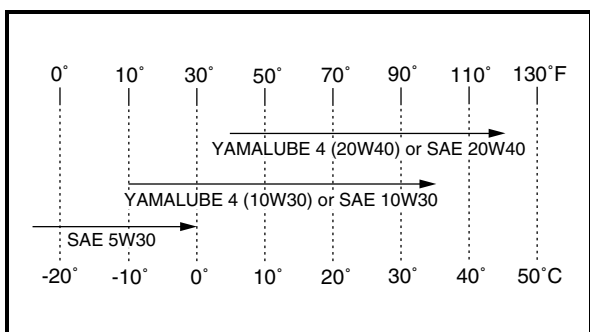 0˚ 10˚ 30˚ 50˚ 70˚ 90˚ 110˚ 130˚F
YAMALUBE 4 (20W40) or SAE 20W40
YAMALUBE 4 (10W30) or SAE 10W30
SAE 5W30
-20˚ -10˚ 0˚ 10˚ 20˚ 30˚ 40˚ 50˚C